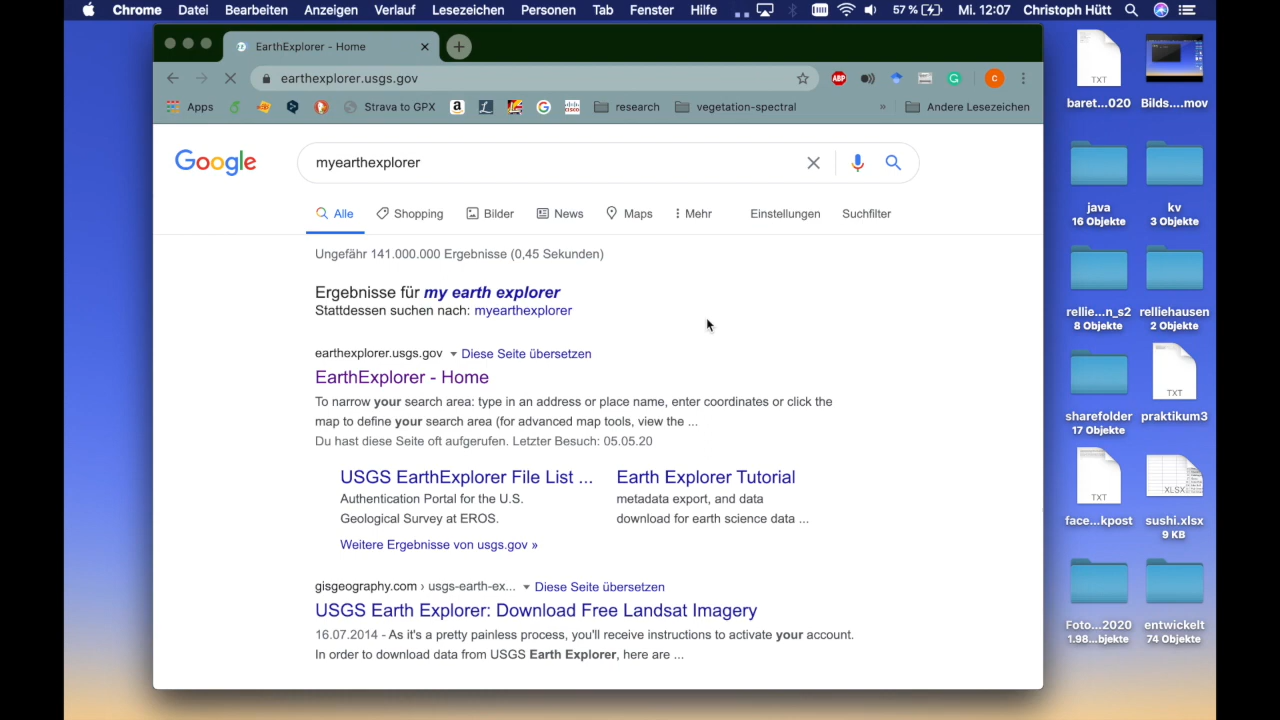 Chrome Datei Bearbeiten Anzeigen Verlauf Lesezeichen Personen Tab Fenster Hilfe 57 % Mi. 12:07 Christoph Hütt
EarthExplorer - Home
earthexplorer.usgs.gov
ABP
C
Apps
Strava to GPX
research
vegetation-spectral
»
Andere Lesezeichen
Google
myearthexplorer
Alle Shopping Bilder News Maps Mehr Einstellungen Suchfilter
Ungefähr 141.000.000 Ergebnisse (0,45 Sekunden)
Ergebnisse für my earth explorer
Stattdessen suchen nach: myearthexplorer
earthexplorer.usgs.gov Diese Seite übersetzen
EarthExplorer - Home
To narrow your search area: type in an address or place name, enter coordinates or click the
map to define your search area (for advanced map tools, view the ...
Du hast diese Seite oft aufgerufen. Letzter Besuch: 05.05.20
USGS EarthExplorer File List ...
Authentication Portal for the U.S.
Geological Survey at EROS.
Earth Explorer Tutorial
metadata export, and data
download for earth science data ...
Weitere Ergebnisse von usgs.gov »
gisgeography.com › usgs-earth-ex... Diese Seite übersetzen
USGS Earth Explorer: Download Free Landsat Imagery
16.07.2014 - As it's a pretty painless process, you'll receive instructions to activate your account.
In order to download data from USGS Earth Explorer, here are ...
TXT
baret...020
Bilds....mov
java
16 Objekte
kv
3 Objekte
rellie...n_s2
8 Objekte
relliehausen
2 Objekte
sharefolder
17 Objekte
TXT
praktikum3
TXT
face...kpost
XLSX
sushi.xlsx
9 KB
Foto...2020
1.98...bjekte
entwickelt
74 Objekte